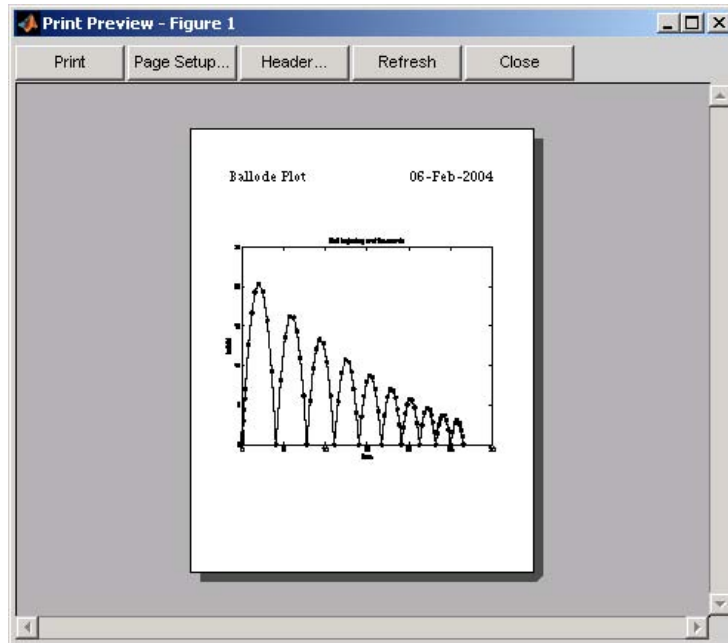 Print Preview - Figure 1
Print Page Setup... Header... Refresh Close
Ballode Plot 06-Feb-2004